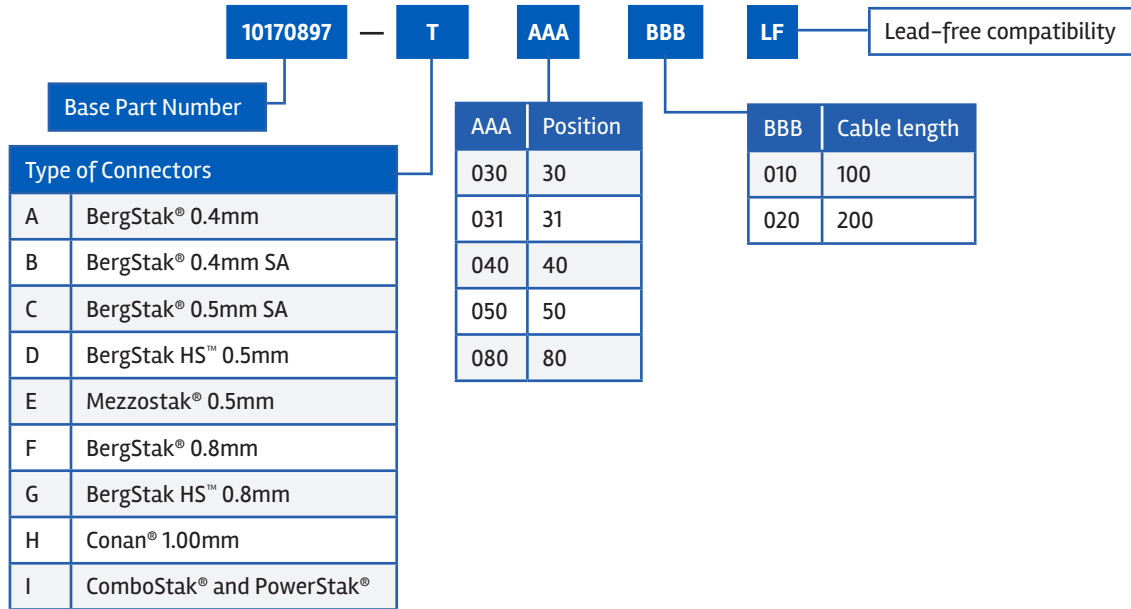 10170897 — T AAA BBB LF Lead-free compatibility
Base Part Number
Type of Connectors
A BergStak® 0.4mm
B BergStak® 0.4mm SA
C BergStak® 0.5mm SA
D BergStak HS™ 0.5mm
E Mezzostak® 0.5mm
F BergStak® 0.8mm
G BergStak HS™ 0.8mm
H Conan® 1.00mm
I ComboStak® and PowerStak®
AAA Position
030 30
031 31
040 40
050 50
080 80
BBB Cable length
010 100
020 200